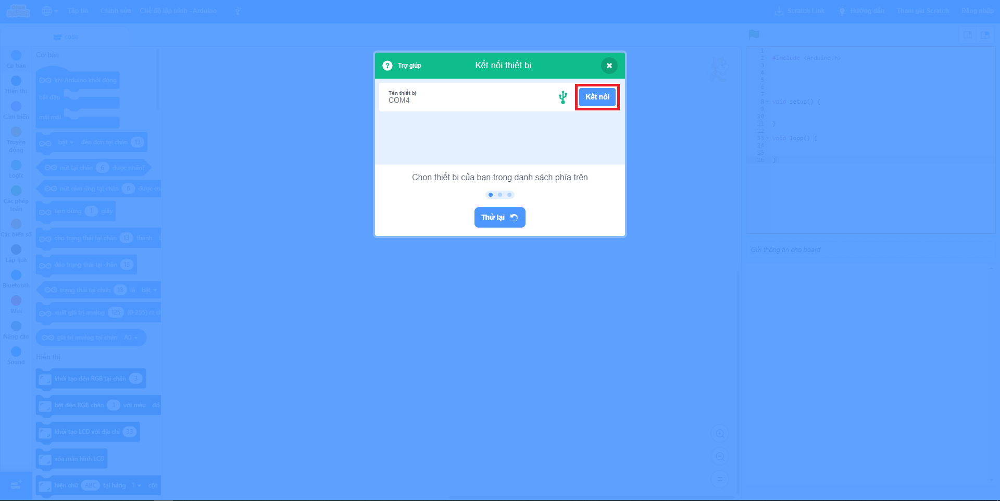 Tập tin Chỉnh sửa Chế độ lập trình - Arduino Scratch Link Hướng dẫn Tham gia Scratch Đăng nhập
code
Cơ bản
Hiển thị
Cảm biến
Truyền
động
Logic
Các phép
toán
Các biến số
Lập lịch
Bluetooth
Wifi
Nâng cao
Sound
Cơ bản
khi Arduino khởi động
bắt đầu
mãi mãi
bật đèn đơn tại chân 13
nút tại chân 6 được nhấn?
nút cảm ứng tại chân 6 được
tạm dừng 1 giây
cho trạng thái tại chân 13 thành
đảo trạng thái tại chân 13
trạng thái tại chân 13 là bật
xuất giá trị analog 125 (0-255) ra
giá trị analog tại chân A0
Hiển thị
khởi tạo đèn RGB tại chân 3
bật đèn RGB chân 3 với màu đỏ
khởi tạo LCD với địa chỉ 33
xóa màn hình LCD
hiện chữ ABC tại hàng 1 cột
Trợ giúp Kết nối thiết bị
Tên thiết bị
COM4
Kết nối
Chọn thiết bị của bạn trong danh sách phía trên
Thử lại
1
2 #include <Arduino.h>
3
4
5
6
7
8 void setup() {
9
10
11 }
12
13 void loop() {
14
15
16 }
Gửi thông tin cho board